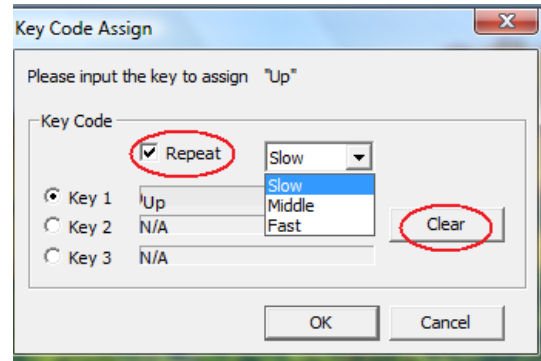 Key Code Assign
Please input the key to assign "Up"
Key Code
Repeat
Slow
Slow
Middle
Fast
Key 1
Up
Key 2
N/A
Key 3
N/A
Clear
OK
Cancel